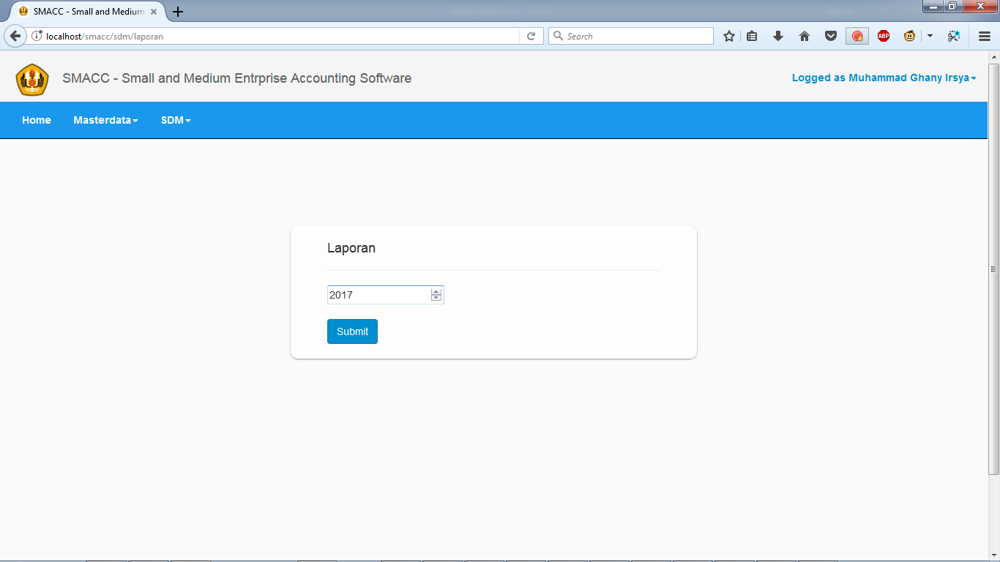 SMACC - Small and Medium
localhost/smacc/sdm/laporan
Search
ABP
SMACC - Small and Medium Entrprise Accounting Software
Logged as Muhammad Ghany Irsya
Home
Masterdata
SDM
Laporan
2017
Submit